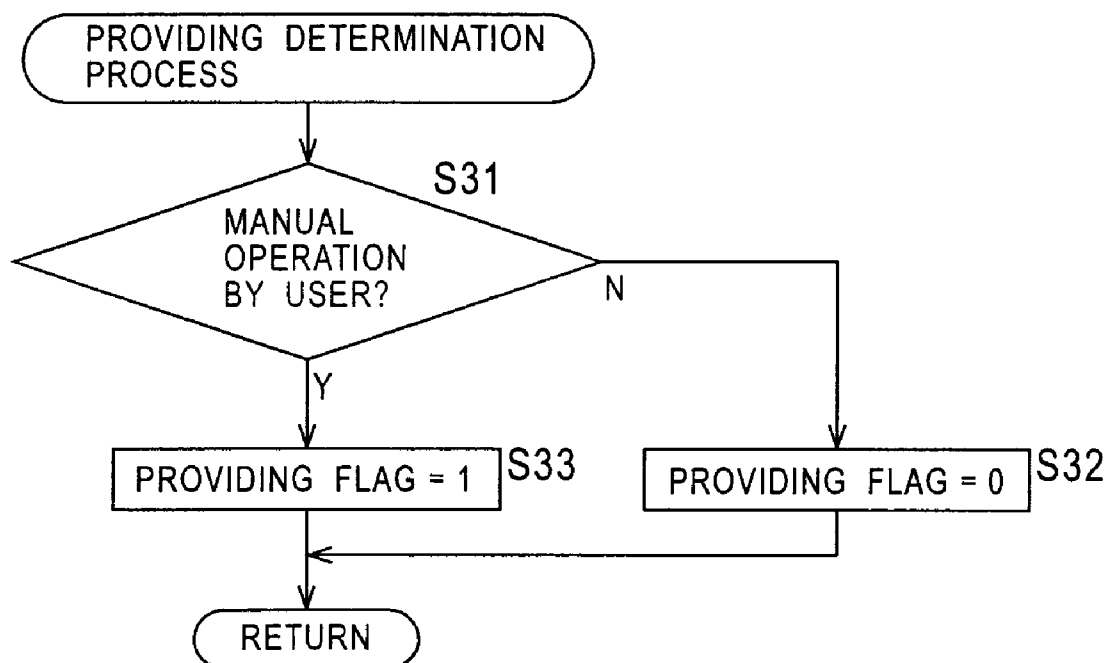 PROVIDING DETERMINATION
PROCESS
S31
MANUAL
OPERATION
BY USER?
N
Y
PROVIDING FLAG = 1
S33
PROVIDING FLAG = 0
S32
RETURN